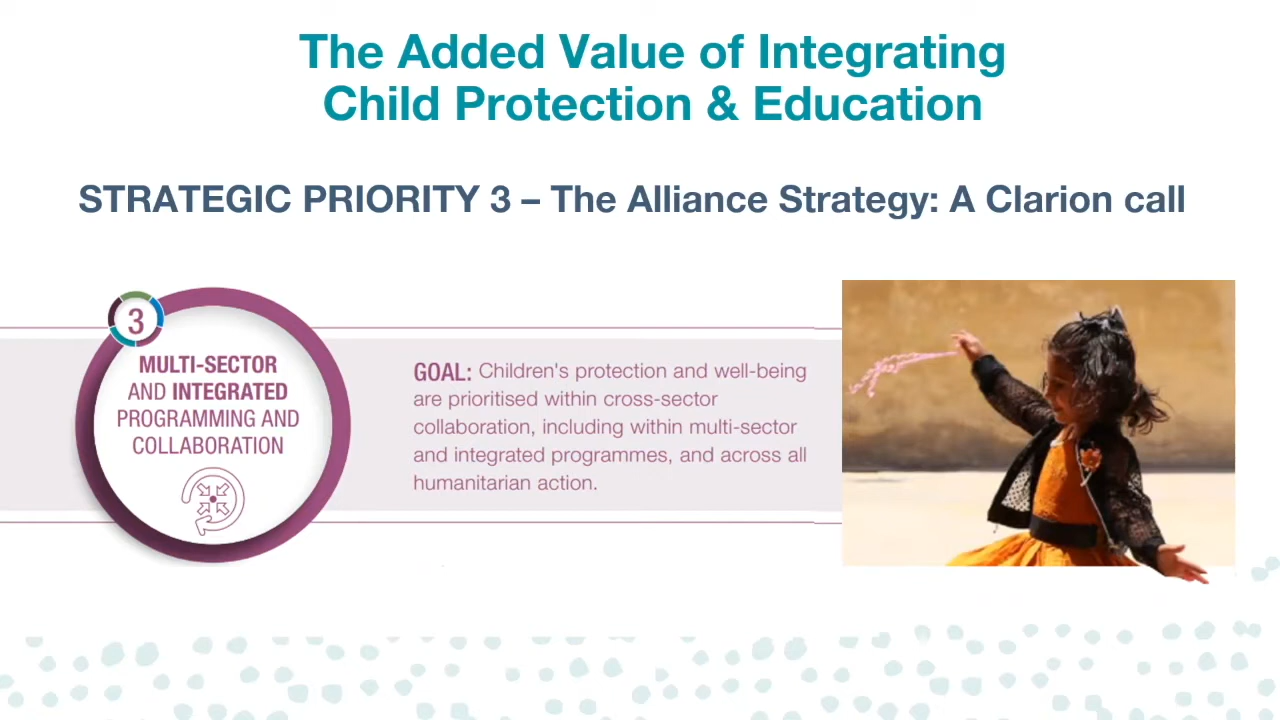 The Added Value of Integrating
Child Protection & Education
STRATEGIC PRIORITY 3 – The Alliance Strategy: A Clarion call
3
MULTI-SECTOR
AND INTEGRATED
PROGRAMMING AND
COLLABORATION
GOAL: Children's protection and well-being
are prioritised within cross-sector
collaboration, including within multi-sector
and integrated programmes, and across all
humanitarian action.